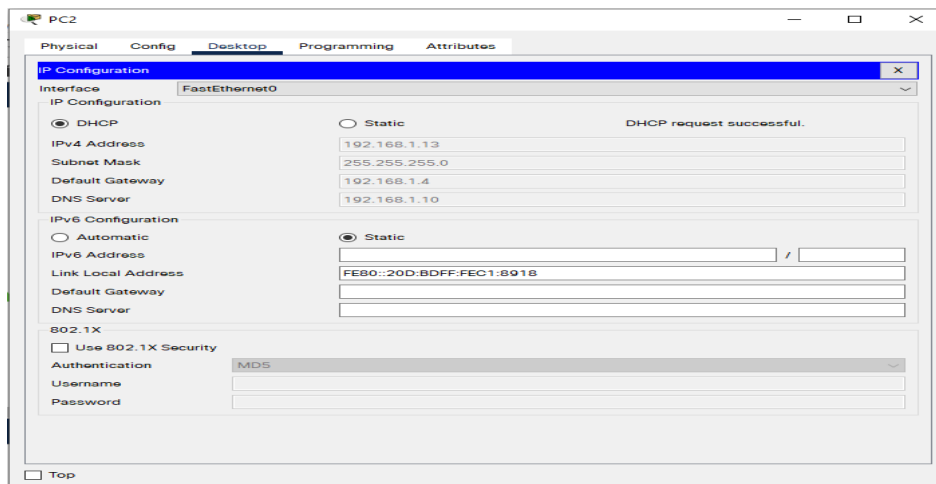 PC2
Physical Config Desktop Programming Attributes
IP Configuration X
Interface FastEthernet0
IP Configuration
DHCP Static DHCP request successful.
IPv4 Address 192.168.1.13
Subnet Mask 255.255.255.0
Default Gateway 192.168.1.4
DNS Server 192.168.1.10
IPv6 Configuration
Automatic Static
IPv6 Address /
Link Local Address FE80::20D:BDFF:FEC1:8918
Default Gateway
DNS Server
802.1X
Use 802.1X Security
Authentication MD5
Username
Password
Top